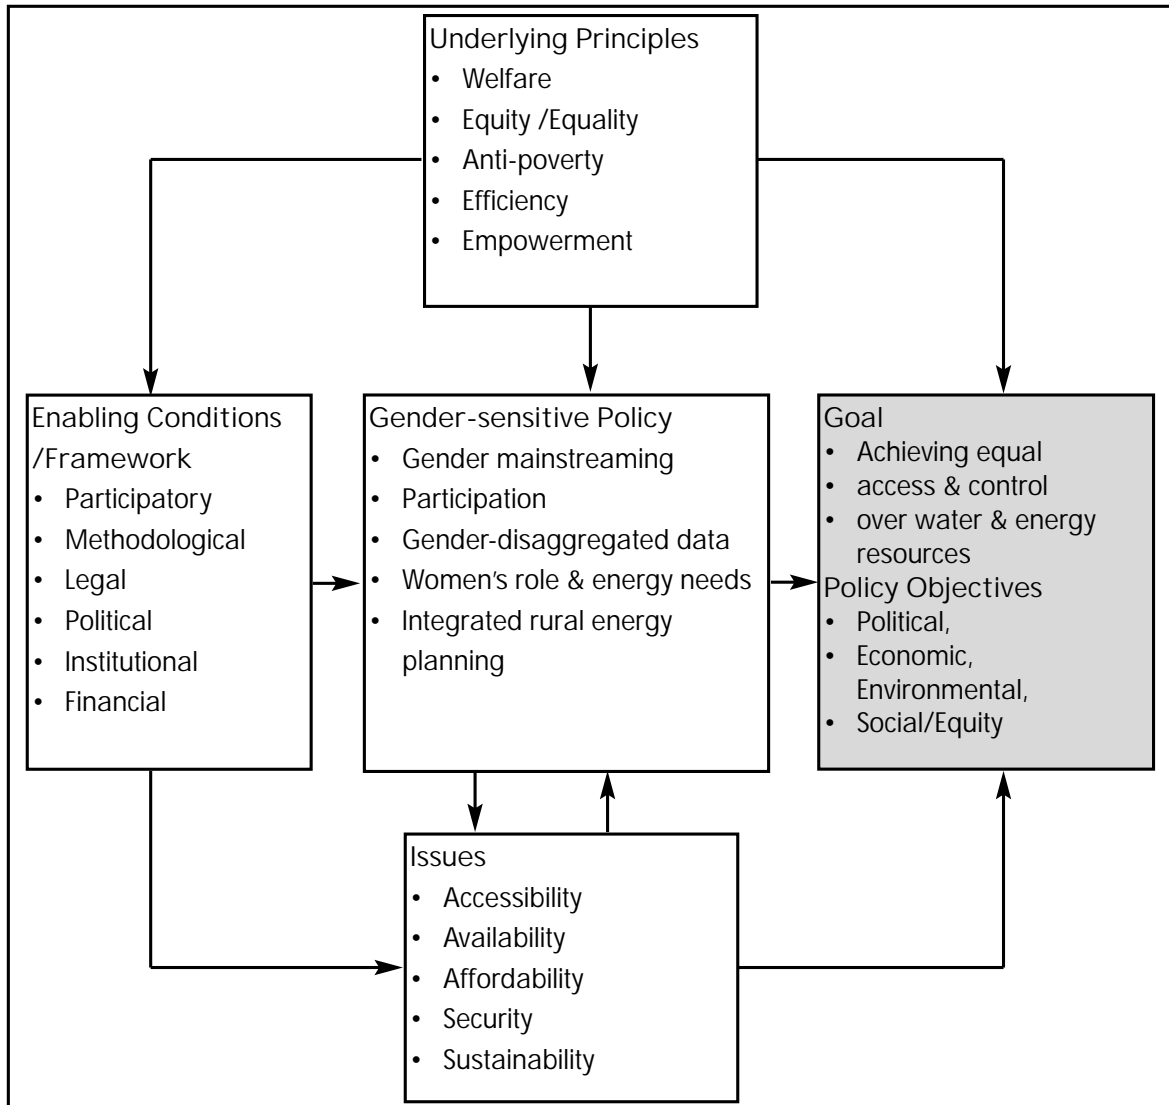 Underlying Principles
• Welfare
• Equity /Equality
• Anti-poverty
• Efficiency
• Empowerment
Enabling Conditions
/Framework
• Participatory
• Methodological
• Legal
• Political
• Institutional
• Financial
Gender-sensitive Policy
• Gender mainstreaming
• Participation
• Gender-disaggregated data
• Women’s role & energy needs
• Integrated rural energy
planning
Goal
• Achieving equal
• access & control
• over water & energy
resources
Policy Objectives
• Political,
• Economic,
Environmental,
• Social/Equity
Issues
• Accessibility
• Availability
• Affordability
• Security
• Sustainability